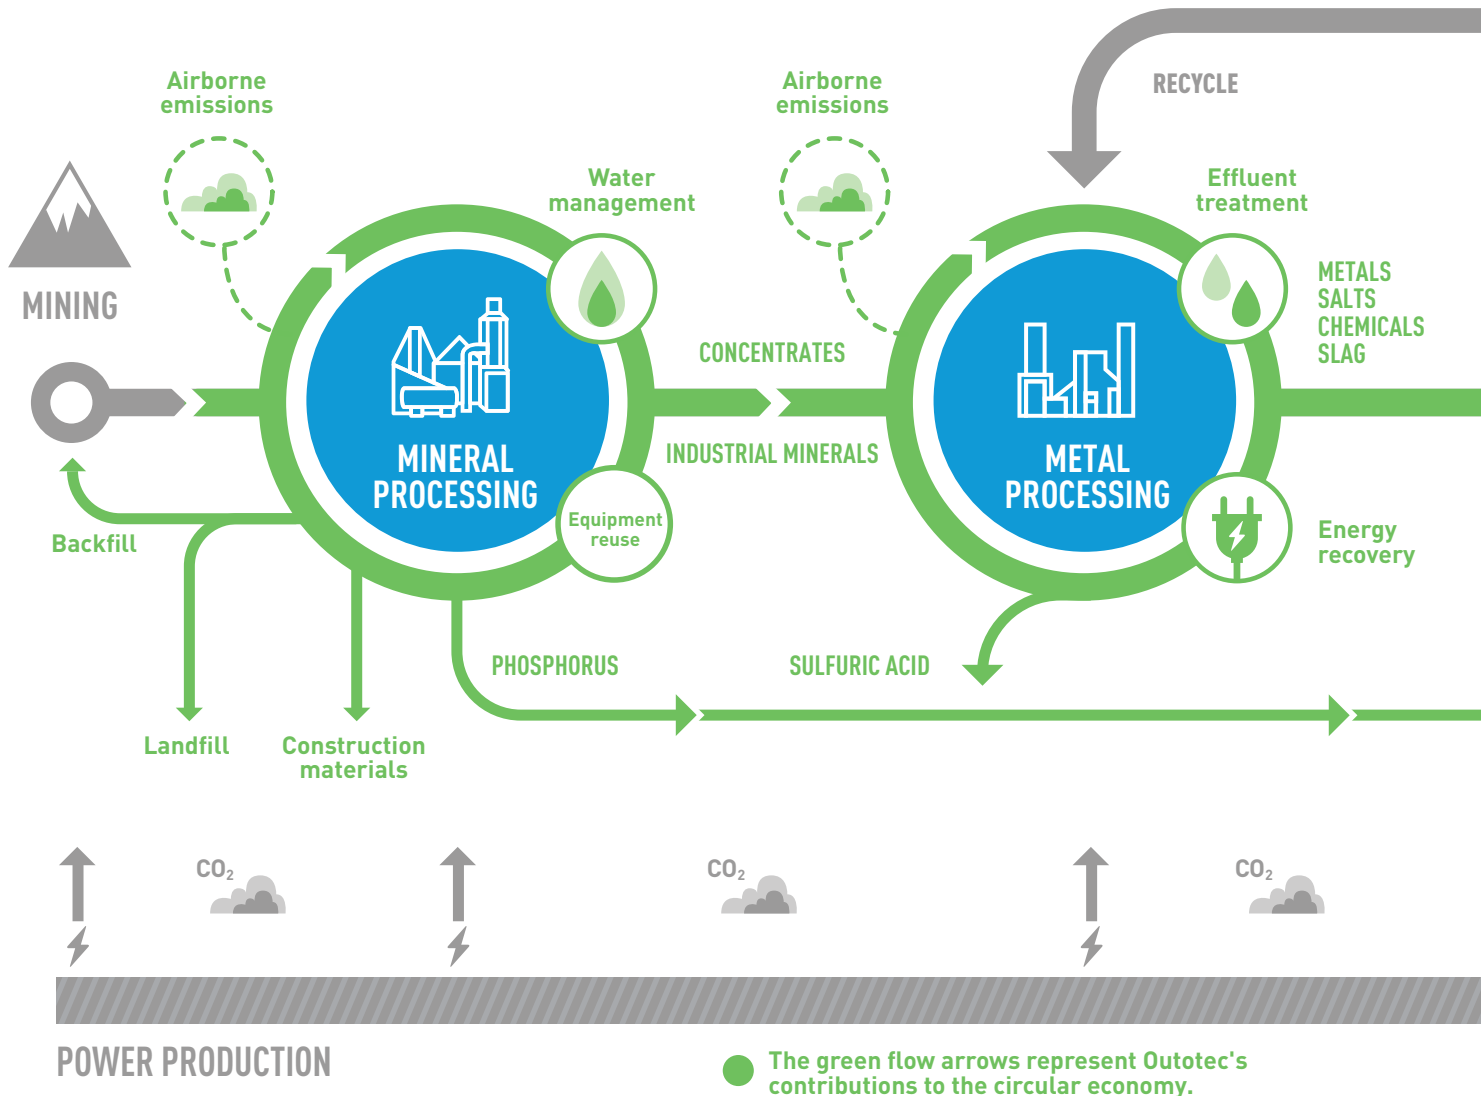 Airborne
emissions
Airborne
emissions
RECYCLE
Water
management
Effluent
treatment
MINING
METALS
SALTS
CHEMICALS
SLAG
CONCENTRATES
INDUSTRIAL MINERALS
MINERAL
PROCESSING
METAL
PROCESSING
Equipment
reuse
Energy
recovery
Backfill
PHOSPHORUS
SULFURIC ACID
Landfill
Construction
materials
CO₂
CO₂
CO₂
POWER PRODUCTION
The green flow arrows represent Outotec's
contributions to the circular economy.